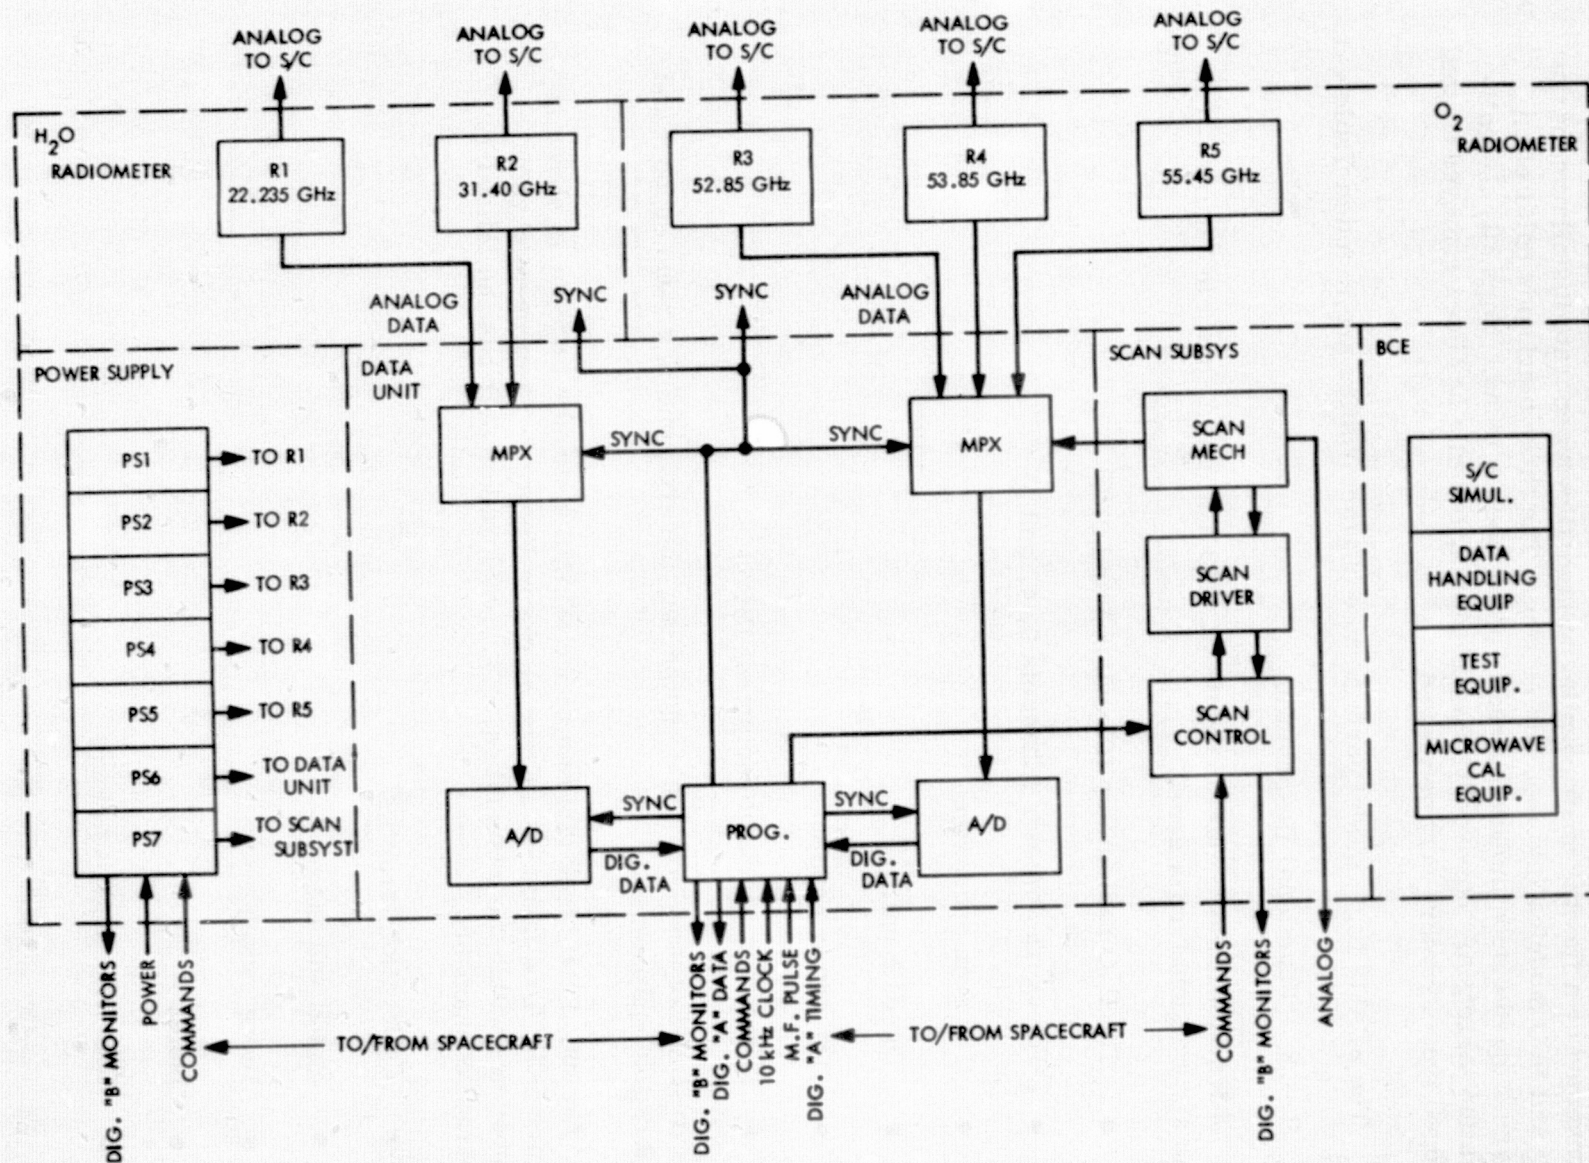 ANALOG
TO S/C
ANALOG
TO S/C
ANALOG
TO S/C
ANALOG
TO S/C
ANALOG
TO S/C
H2O
RADIOMETER
R1
22.235 GHz
R2
31.40 GHz
R3
52.85 GHz
R4
53.85 GHz
R5
55.45 GHz
O2
RADIOMETER
ANALOG
DATA
SYNC
SYNC
ANALOG
DATA
POWER SUPPLY
PS1
TO R1
PS2
TO R2
PS3
TO R3
PS4
TO R4
PS5
TO R5
PS6
TO DATA
UNIT
PS7
TO SCAN
SUBSYST
DATA
UNIT
MPX
SYNC
SYNC
MPX
A/D
SYNC
DIG.
DATA
PROG.
SYNC
DIG.
DATA
A/D
SCAN SUBSYS
SCAN
MECH
SCAN
DRIVER
SCAN
CONTROL
BCE
S/C
SIMUL.
DATA
HANDLING
EQUIP
TEST
EQUIP.
MICROWAVE
CAL
EQUIP.
DIG. "B" MONITORS
POWER
COMMANDS
TO/FROM SPACECRAFT
DIG. "B" MONITORS
DIG. "A" DATA
COMMANDS
10 kHz CLOCK
M.F. PULSE
DIG. "A" TIMING
TO/FROM SPACECRAFT
COMMANDS
DIG. "B" MONITORS
ANALOG